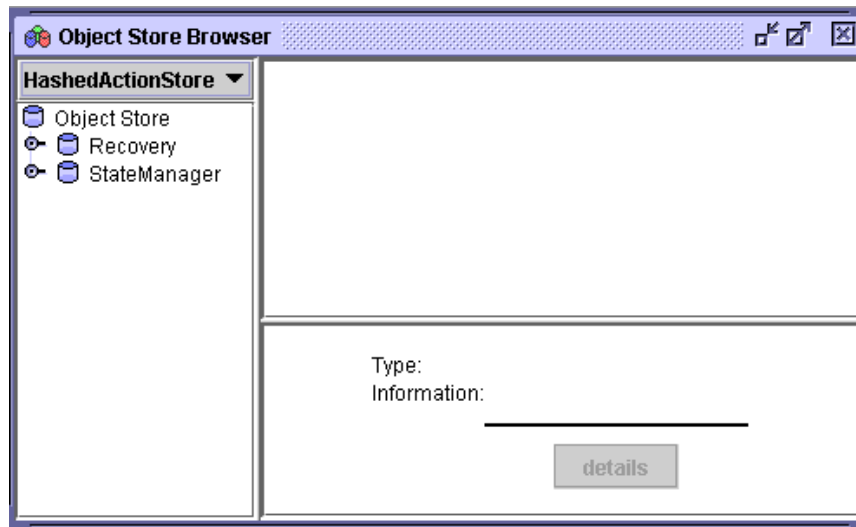 Object Store Browser
HashedActionStore
Object Store
Recovery
StateManager
Type:
Information:
details